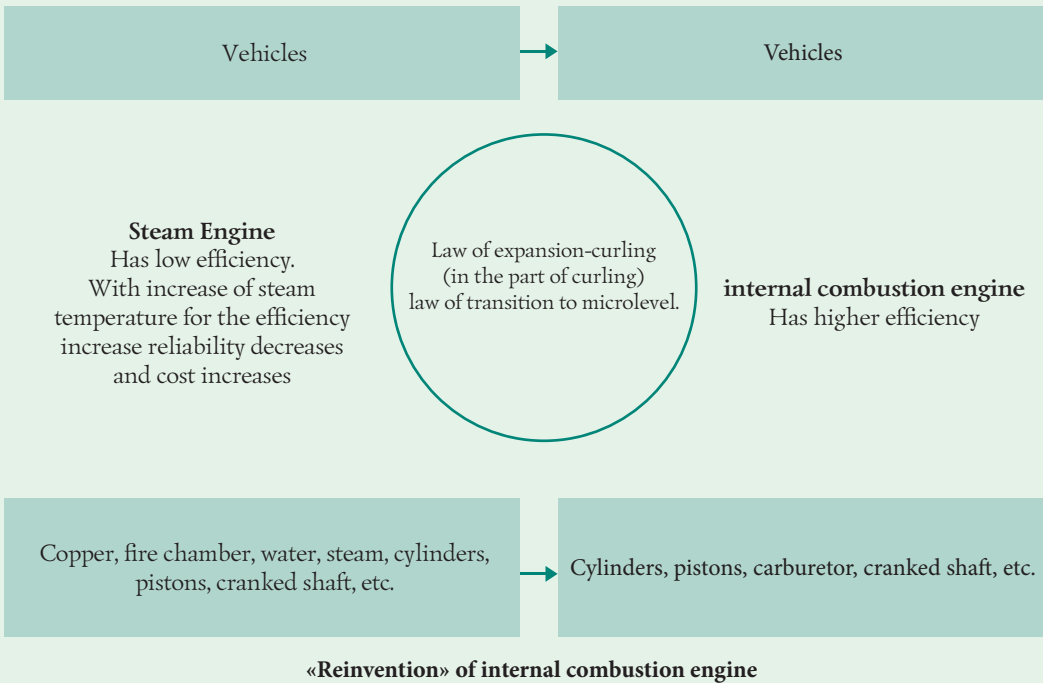 Vehicles
Vehicles
Steam Engine
Has low efficiency.
With increase of steam
temperature for the efficiency
increase reliability decreases
and cost increases
Law of expansion-curling
(in the part of curling)
law of transition to microlevel.
internal combustion engine
Has higher efficiency
Copper, fire chamber, water, steam, cylinders,
pistons, cranked shaft, etc.
Cylinders, pistons, carburetor, cranked shaft, etc.
«Reinvention» of internal combustion engine